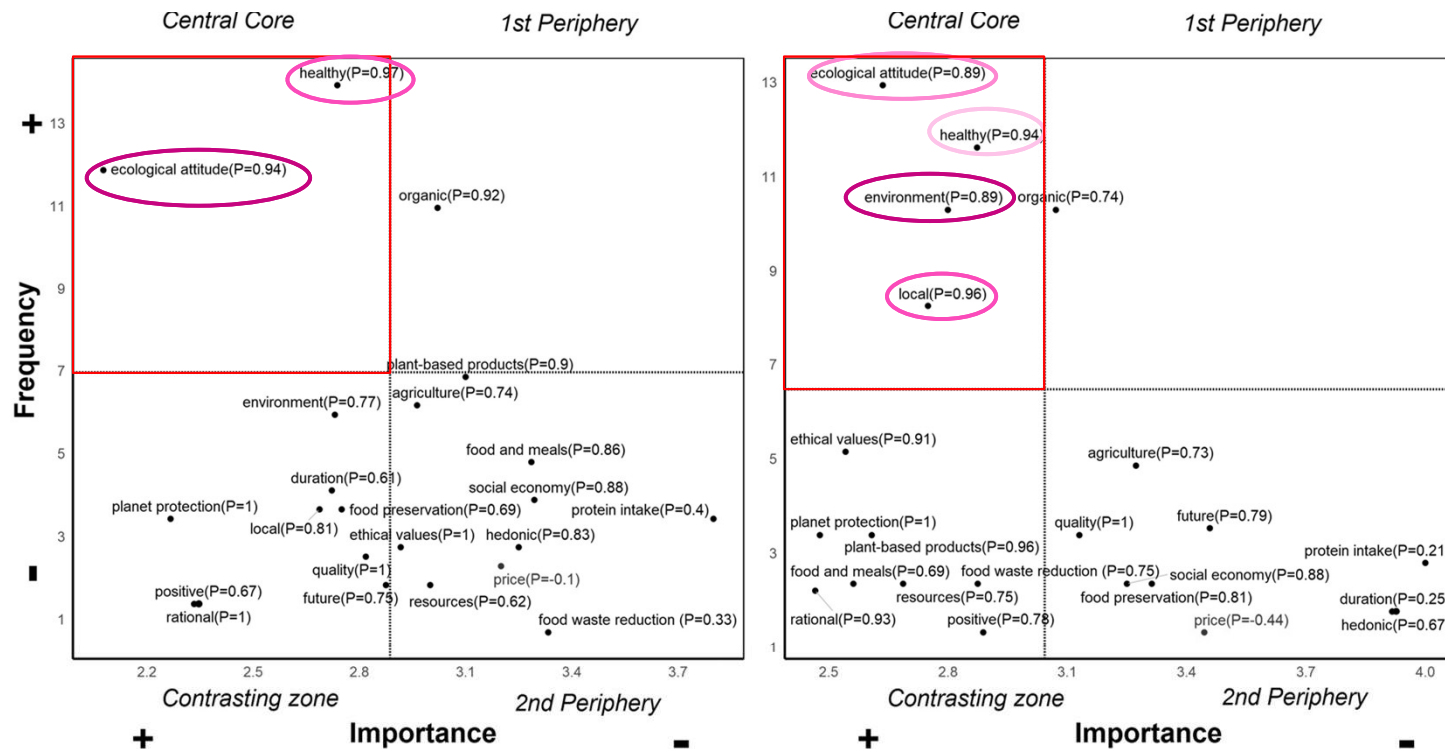 Central Core
1st Periphery
healthy(P=0.97)
+
13
ecological attitude(P=0.94)
organic(P=0.92)
11
9
Frequency
7
plant-based products(P=0.9)
agriculture(P=0.74)
environment(P=0.77)
5
food and meals(P=0.86)
duration(P=0.61)
social economy(P=0.88)
planet protection(P=1)
food preservation(P=0.69)
protein intake(P=0.4)
local(P=0.81)
3
ethical values(P=1)
hedonic(P=0.83)
-
quality(P=1)
price(P=-0.1)
positive(P=0.67)
future(P=0.75)
resources(P=0.62)
rational(P=1)
food waste reduction (P=0.33)
1
2.2
2.5
2.8
3.1
3.4
3.7
Contrasting zone
2nd Periphery
+
Importance
-
Central Core
1st Periphery
ecological attitude(P=0.89)
13
healthy(P=0.94)
11
environment(P=0.89)
organic(P=0.74)
9
local(P=0.96)
7
ethical values(P=0.91)
agriculture(P=0.73)
5
planet protection(P=1)
quality(P=1)
future(P=0.79)
plant-based products(P=0.96)
3
protein intake(P=0.21
food and meals(P=0.69)
food waste reduction (P=0.75)
social economy(P=0.88)
resources(P=0.75)
food preservation(P=0.81)
duration(P=0.25
rational(P=0.93)
positive(P=0.78)
price(P=-0.44)
hedonic(P=0.67
1
2.5
2.8
3.1
3.4
3.7
4.0
Contrasting zone
2nd Periphery
+
Importance
-